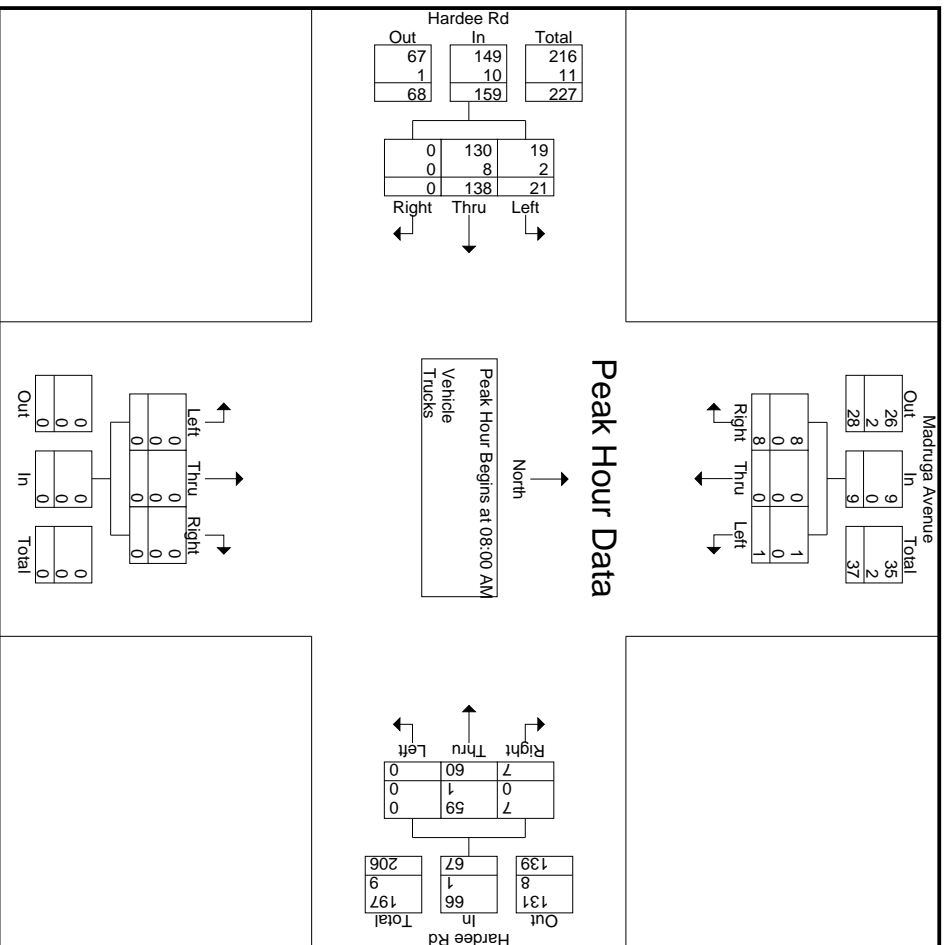 Hardee Rd
Out In Total
67 149 216
1 10 11
68 159 227
0 130 19
0 8 2
0 138 21
Right Thru Left
Madruga Avenue
Out In Total
26 9 35
2 0 2
28 9 37
8 0 1
0 0 0
8 0 1
Right Thru Left
Peak Hour Data
North
Peak Hour Begins at 08:00 AM
Vehicle
Trucks
Left Thru Right
0 0 0
0 0 0
0 0 0
0 0 0
0 0 0
0 0 0
Out In Total
Left Thru Right
0 60 7
0 1 0
0 59 7
206 67 139
9 1 8
197 66 131
Total In Out
Hardee Rd